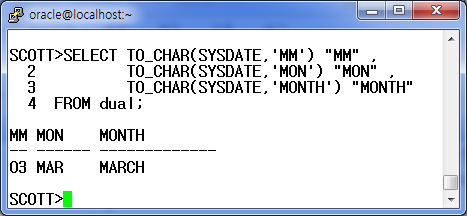 oracle@localhost:~
SCOTT>SELECT TO_CHAR(SYSDATE,'MM') "MM" ,
  2          TO_CHAR(SYSDATE,'MON') "MON" ,
  3          TO_CHAR(SYSDATE,'MONTH') "MONTH"
  4  FROM dual;
MM MON    MONTH
-- ------ -------------
03 MAR    MARCH
SCOTT>